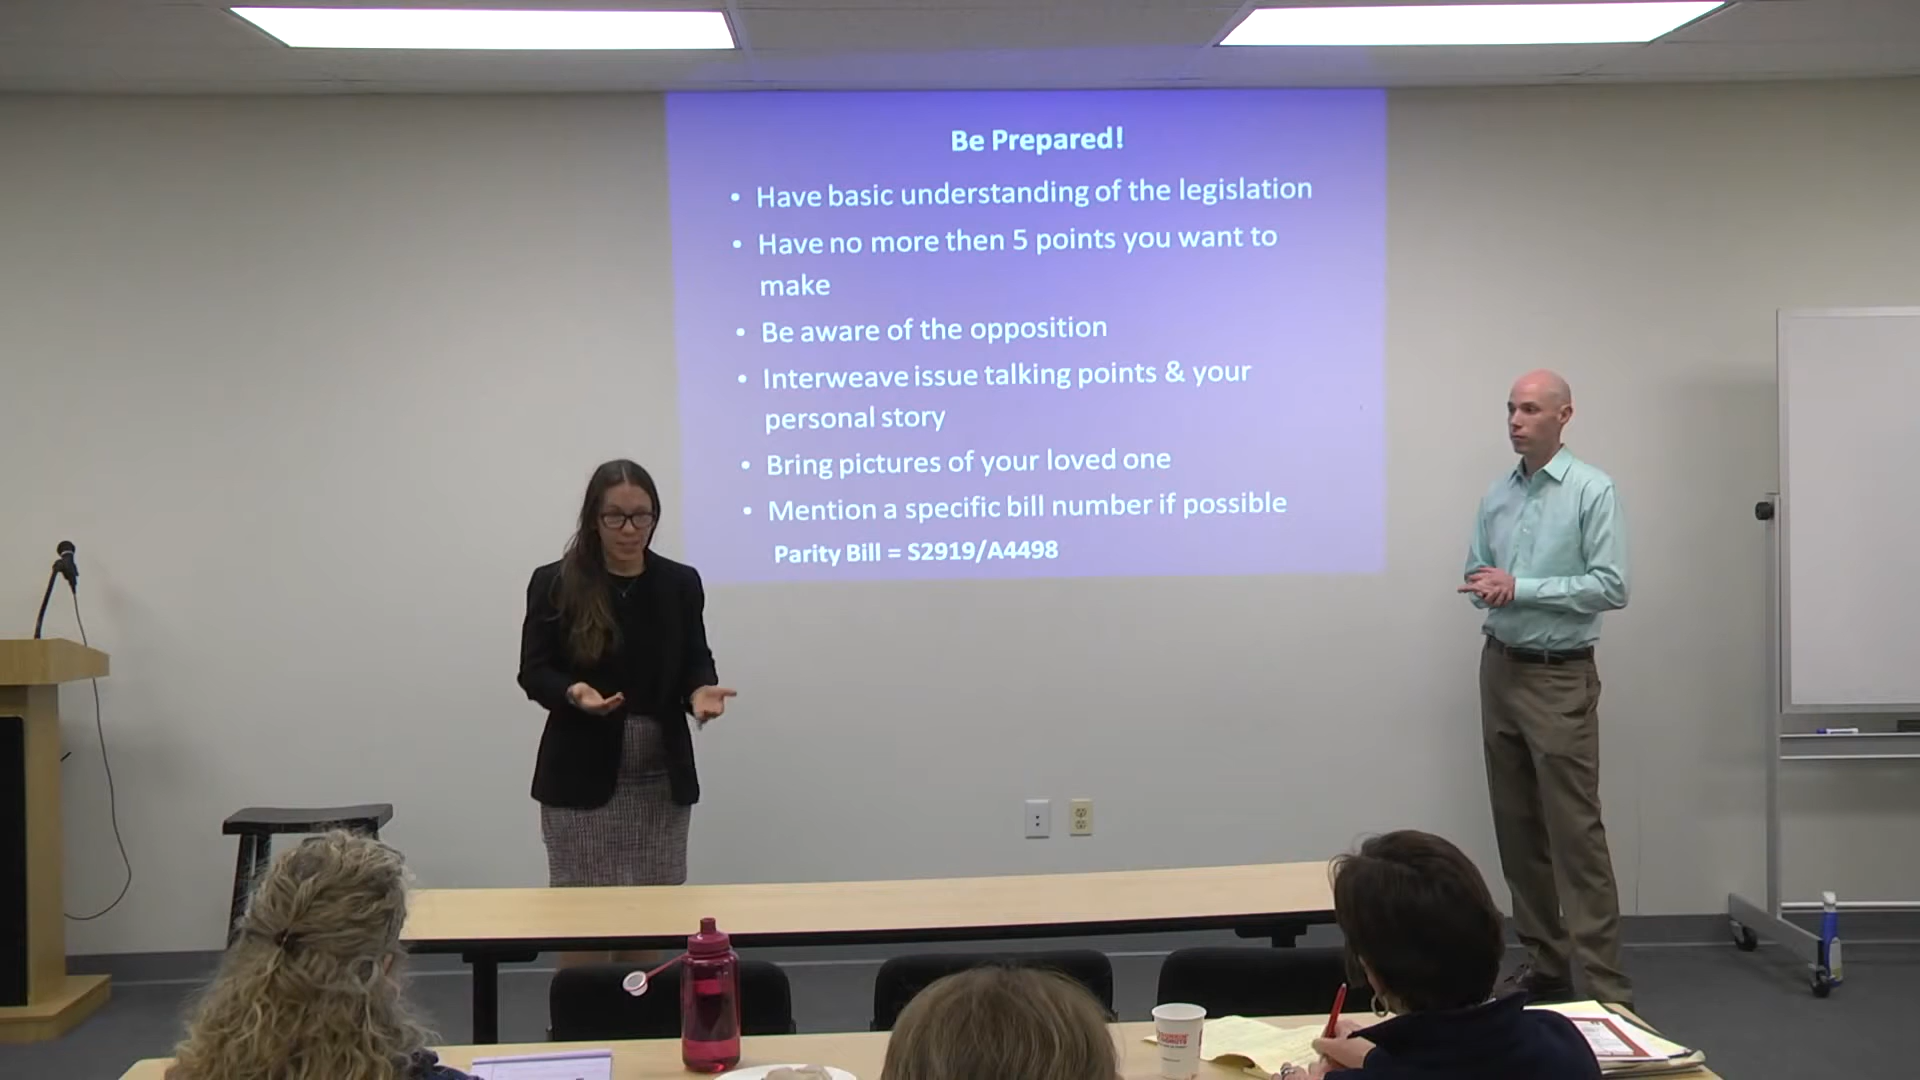 Be Prepared!
• Have basic understanding of the legislation
• Have no more then 5 points you want to
make
• Be aware of the opposition
• Interweave issue talking points & your
personal story
• Bring pictures of your loved one
• Mention a specific bill number if possible
Parity Bill = S2919/A4498